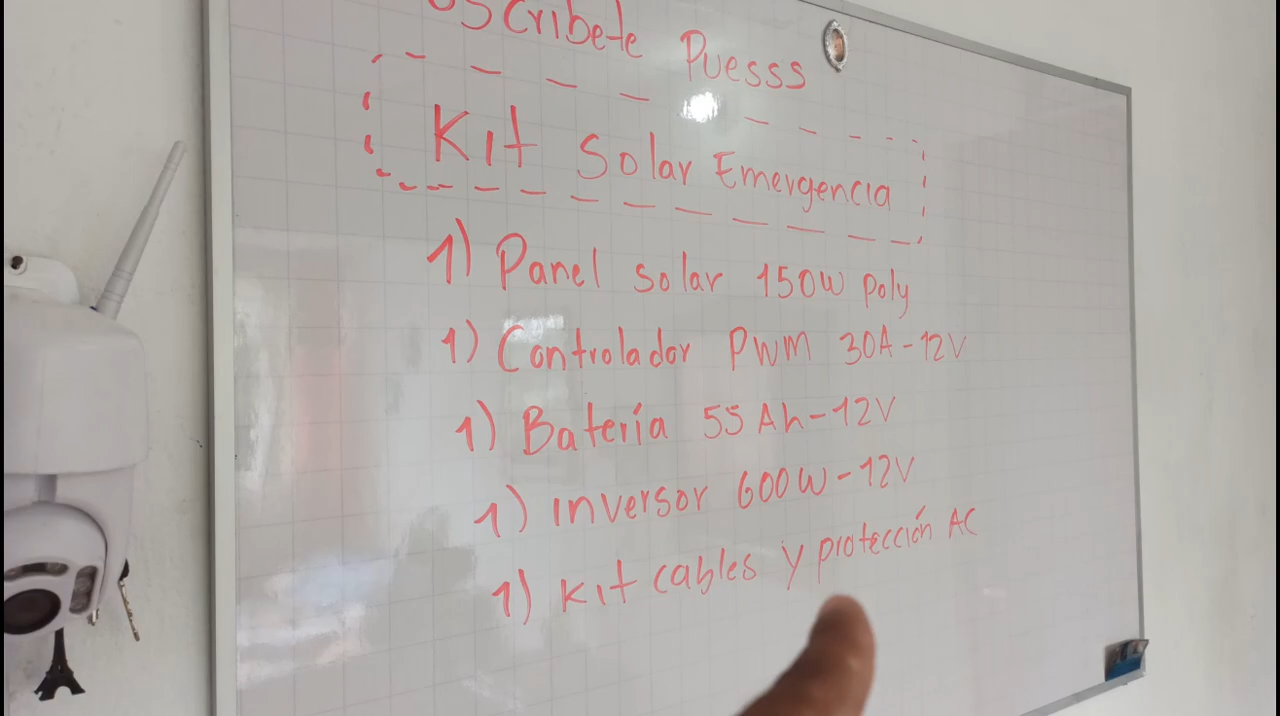 uscribete Puesss
Kit Solar Emergencia
1) Panel solar 150W poly
1) Controlador PWM 30A-12V
1) Batería 55Ah-12V
1) inversor 600W-12V
1) Kit cables y protección AC